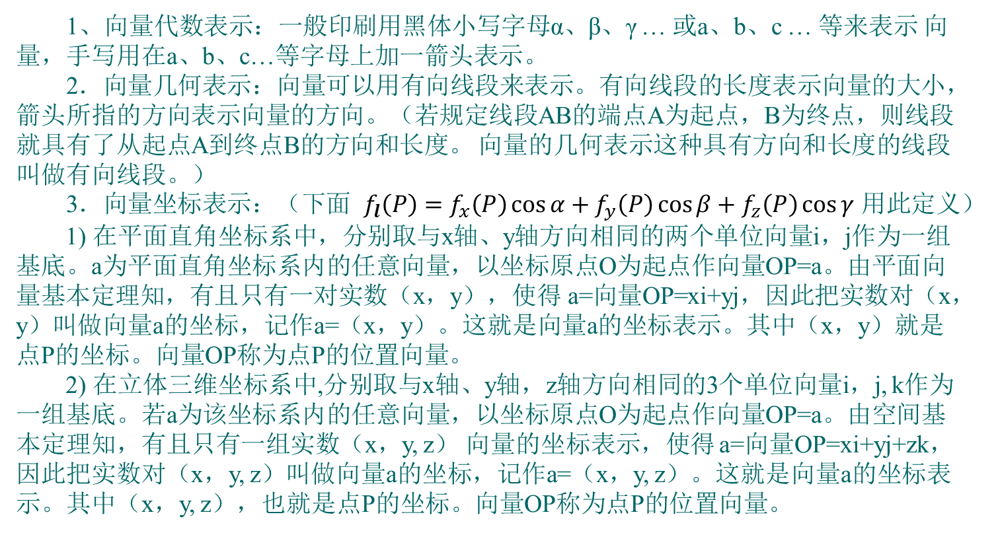 1、向量代数表示：一般印刷用黑体小写字母α、β、γ … 或a、b、c … 等来表示 向
量，手写用在a、b、c…等字母上加一箭头表示。
2．向量几何表示：向量可以用有向线段来表示。有向线段的长度表示向量的大小，
箭头所指的方向表示向量的方向。（若规定线段AB的端点A为起点，B为终点，则线段
就具有了从起点A到终点B的方向和长度。 向量的几何表示这种具有方向和长度的线段
叫做有向线段。）
3．向量坐标表示：（下面 f_l(P) = f_x(P) cos α + f_y(P) cos β + f_z(P) cos γ 用此定义）
1) 在平面直角坐标系中，分别取与x轴、y轴方向相同的两个单位向量i，j作为一组
基底。a为平面直角坐标系内的任意向量，以坐标原点O为起点作向量OP=a。由平面向
量基本定理知，有且只有一对实数（x，y），使得 a=向量OP=xi+yj，因此把实数对（x，
y）叫做向量a的坐标，记作a=（x，y）。这就是向量a的坐标表示。其中（x，y）就是
点P的坐标。向量OP称为点P的位置向量。
2) 在立体三维坐标系中,分别取与x轴、y轴，z轴方向相同的3个单位向量i，j, k作为
一组基底。若a为该坐标系内的任意向量，以坐标原点O为起点作向量OP=a。由空间基
本定理知，有且只有一组实数（x，y, z） 向量的坐标表示，使得 a=向量OP=xi+yj+zk，
因此把实数对（x，y, z）叫做向量a的坐标，记作a=（x，y, z）。这就是向量a的坐标表
示。其中（x，y, z），也就是点P的坐标。向量OP称为点P的位置向量。